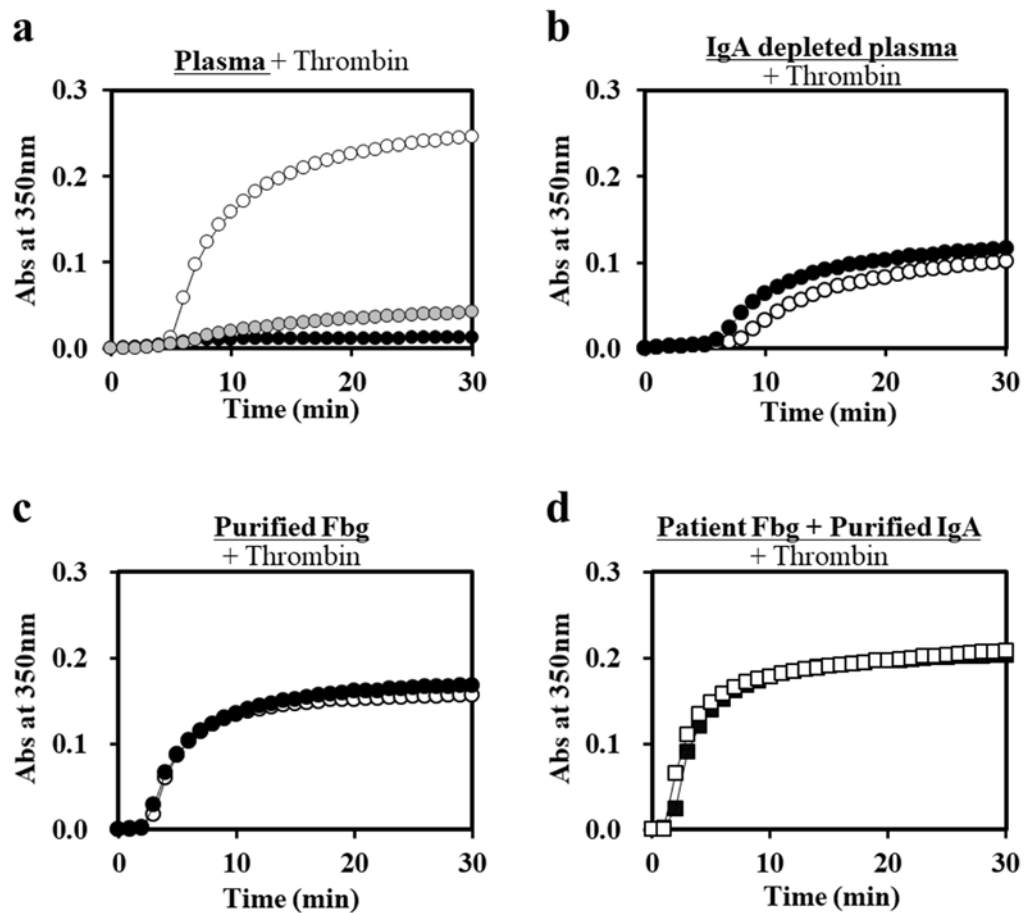 a
Plasma + Thrombin
0.3
0.2
0.1
0.0
Abs at 350nm
0 10 20 30
Time (min)
b
IgA depleted plasma
+ Thrombin
0.3
0.2
0.1
0.0
Abs at 350nm
0 10 20 30
Time (min)
c
Purified Fbg
+ Thrombin
0.3
0.2
0.1
0.0
Abs at 350nm
0 10 20 30
Time (min)
d
Patient Fbg + Purified IgA
+ Thrombin
0.3
0.2
0.1
0.0
Abs at 350nm
0 10 20 30
Time (min)